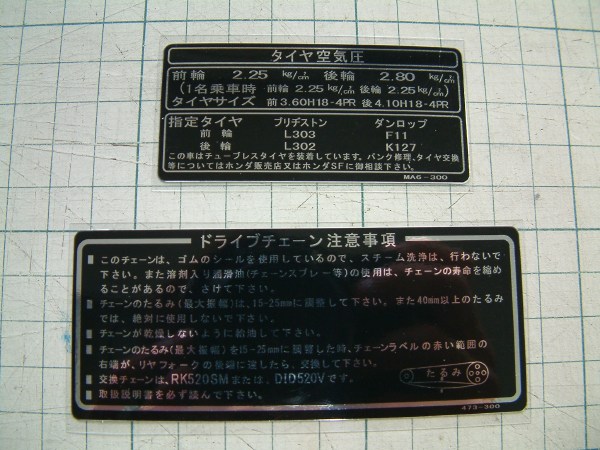 タイヤ空気圧
前輪 2.25 kg/c㎡ 後輪 2.80 kg/c㎡
(1名乗車時 前輪 2.25 kg/c㎡ 後輪 2.25 kg/c㎡)
タイヤサイズ 前 3.60H18-4PR 後 4.10H18-4PR
指定タイヤ ブリヂストン ダンロップ
前輪 L303 F11
後輪 L302 K127
この車はチューブレスタイヤを装着しています。パンク修理、タイヤ交換
等についてはホンダ販売店又はホンダSFに御相談下さい。
MA6-300
ドライブチェーン注意事項
■ このチェーンは、ゴムのシールを使用しているので、スチーム洗浄は、行わないで
下さい。また溶剤入り潤滑油(チェーンスプレー等)の使用は、チェーンの寿命を縮め
ることがあるので、さけて下さい。
■ チェーンのたるみ(最大振幅)は、15-25mmに調整して下さい。また40mm以上のたるみ
では、絶対に使用しないで下さい。
■ チェーンが乾燥しないように給油して下さい。
■ チェーンのたるみ(最大振幅)を15-25mmに調整した時、チェーンラベルの赤い範囲の
右端が、リヤフォークの後端に達したら、交換して下さい。
■ 交換チェーンは、RK520SMまたは、DID520Vです。
■ 取扱説明書を必ず読んで下さい。
たるみ
473-300